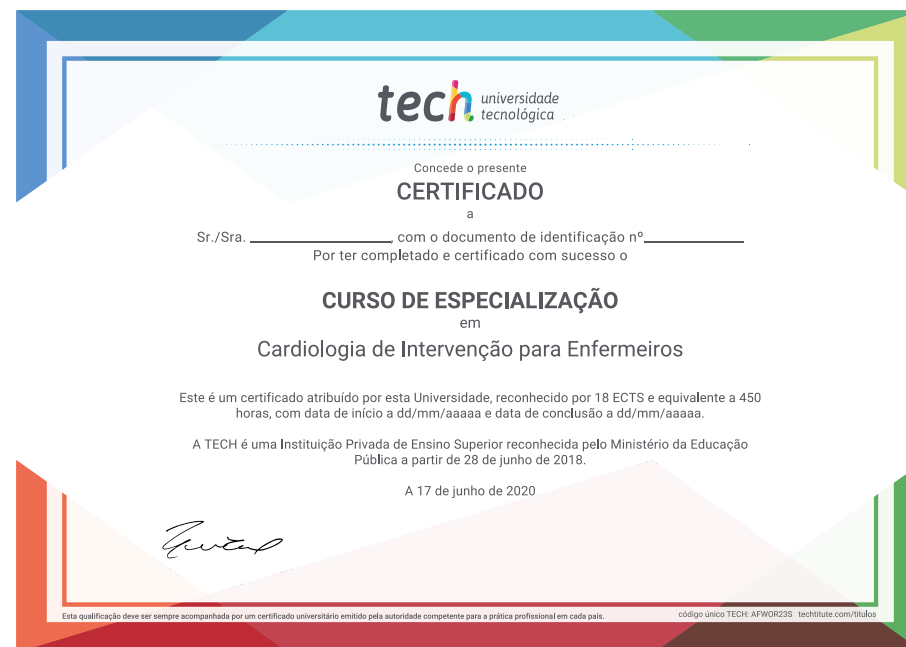 tech universidade
tecnológica
Concede o presente
CERTIFICADO
a
Sr./Sra. ____________, com o documento de identificação nº____________
Por ter completado e certificado com sucesso o
CURSO DE ESPECIALIZAÇÃO
em
Cardiologia de Intervenção para Enfermeiros
Este é um certificado atribuído por esta Universidade, reconhecido por 18 ECTS e equivalente a 450
horas, com data de início a dd/mm/aaaaa e data de conclusão a dd/mm/aaaaa.
A TECH é uma Instituição Privada de Ensino Superior reconhecida pelo Ministério da Educação
Pública a partir de 28 de junho de 2018.
A 17 de junho de 2020
Esta qualificação deve ser sempre acompanhada por um certificado universitário emitido pela autoridade competente para a prática profissional em cada país.
código único TECH: AFWOR23S techtitute.com/titulos